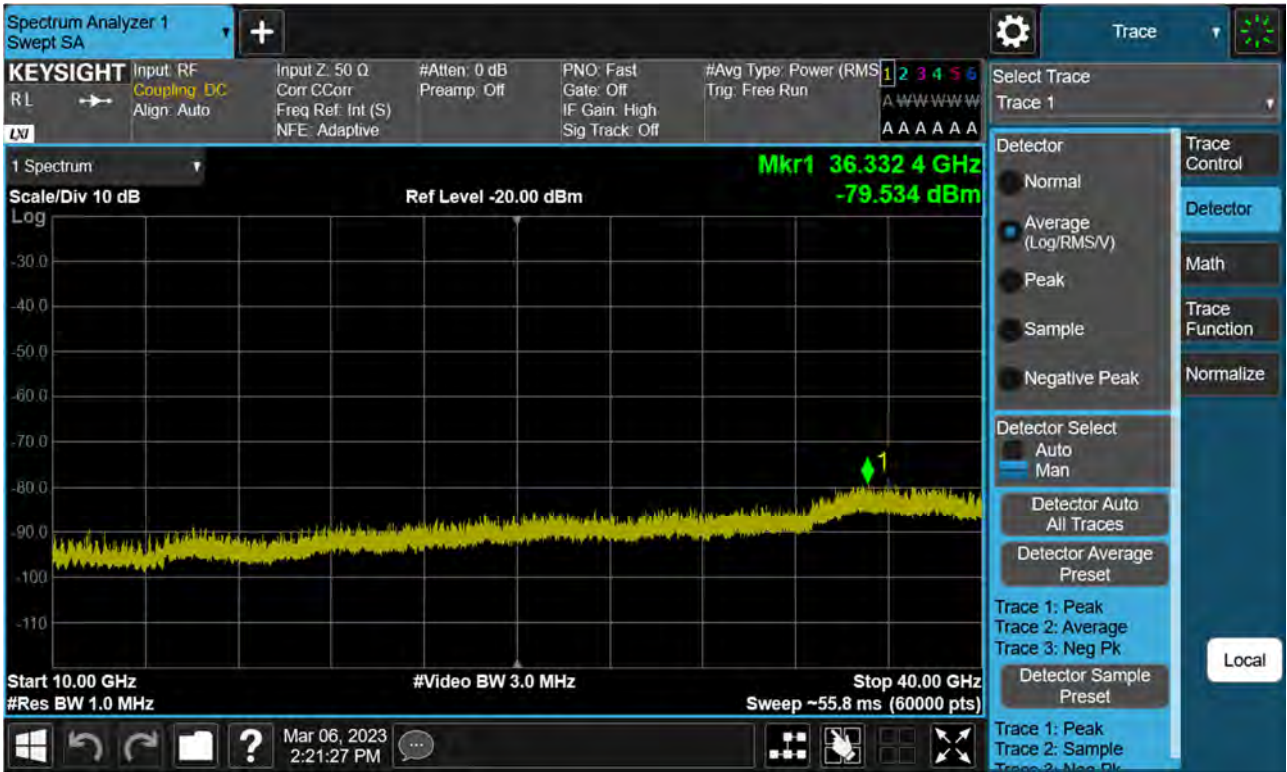 Spectrum Analyzer 1
Swept SA
+
Trace
KEYSIGHT
RL
LXI
Input: RF
Coupling: DC
Align: Auto
Input Z: 50 Ω
Corr CCorr
Freq Ref: Int (S)
NFE: Adaptive
#Atten: 0 dB
Preamp: Off
PNO: Fast
Gate: Off
IF Gain: High
Sig Track: Off
#Avg Type: Power (RMS
Trig: Free Run
1 2 3 4 5 6
A W W W W W
A A A A A A
Select Trace
Trace 1
1 Spectrum
Scale/Div 10 dB
Ref Level -20.00 dBm
Mkr1 36.332 4 GHz
-79.534 dBm
Log
-30.0
-40.0
-50.0
-60.0
-70.0
-80.0
-90.0
-100
-110
1
Start 10.00 GHz
#Res BW 1.0 MHz
#Video BW 3.0 MHz
Stop 40.00 GHz
Sweep ~55.8 ms (60000 pts)
Detector
Normal
Average
(Log/RMS/V)
Peak
Sample
Negative Peak
Detector Select
Auto
Man
Detector Auto
All Traces
Detector Average
Preset
Trace 1: Peak
Trace 2: Average
Trace 3: Neg Pk
Detector Sample
Preset
Trace 1: Peak
Trace 2: Sample
Trace 3: Neg Pk
Trace
Control
Detector
Math
Trace
Function
Normalize
Local
?
Mar 06, 2023
2:21:27 PM